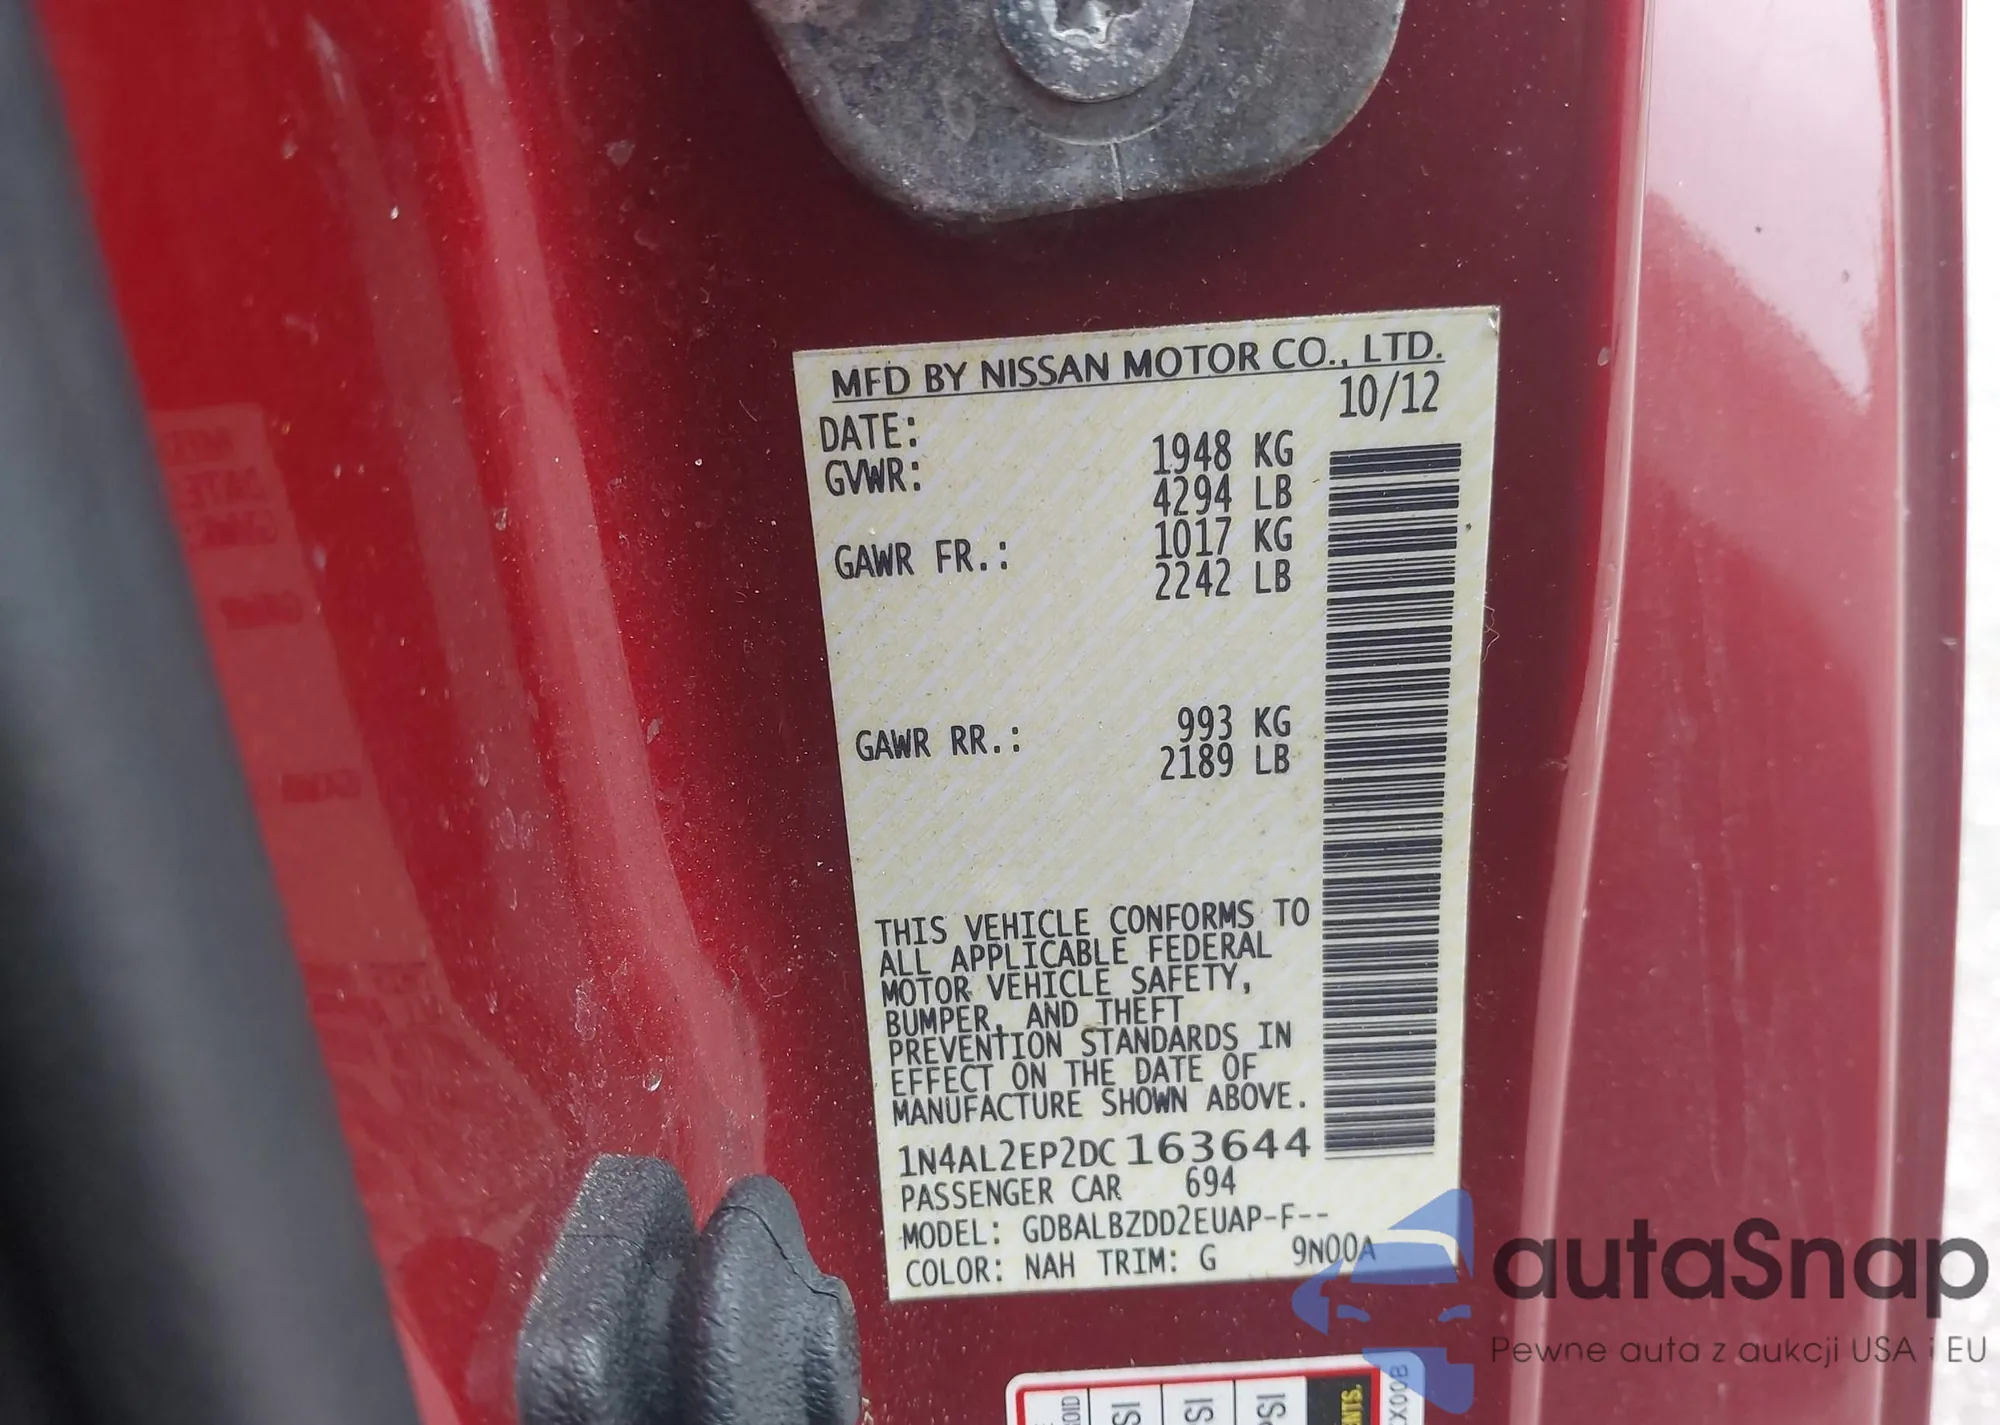 MFD BY NISSAN MOTOR CO., LTD.
DATE: 10/12
GVWR: 1948 KG
4294 LB
GAWR FR.: 1017 KG
2242 LB
GAWR RR.: 993 KG
2189 LB
THIS VEHICLE CONFORMS TO
ALL APPLICABLE FEDERAL
MOTOR VEHICLE SAFETY,
BUMPER, AND THEFT
PREVENTION STANDARDS IN
EFFECT ON THE DATE OF
MANUFACTURE SHOWN ABOVE.
1N4AL2EP2DC163644
PASSENGER CAR 694
MODEL: GDBALBZDD2EUAP-F--
COLOR: NAH TRIM: G 9N00A
autaSnap
Pewne auta z aukcji USA i EU